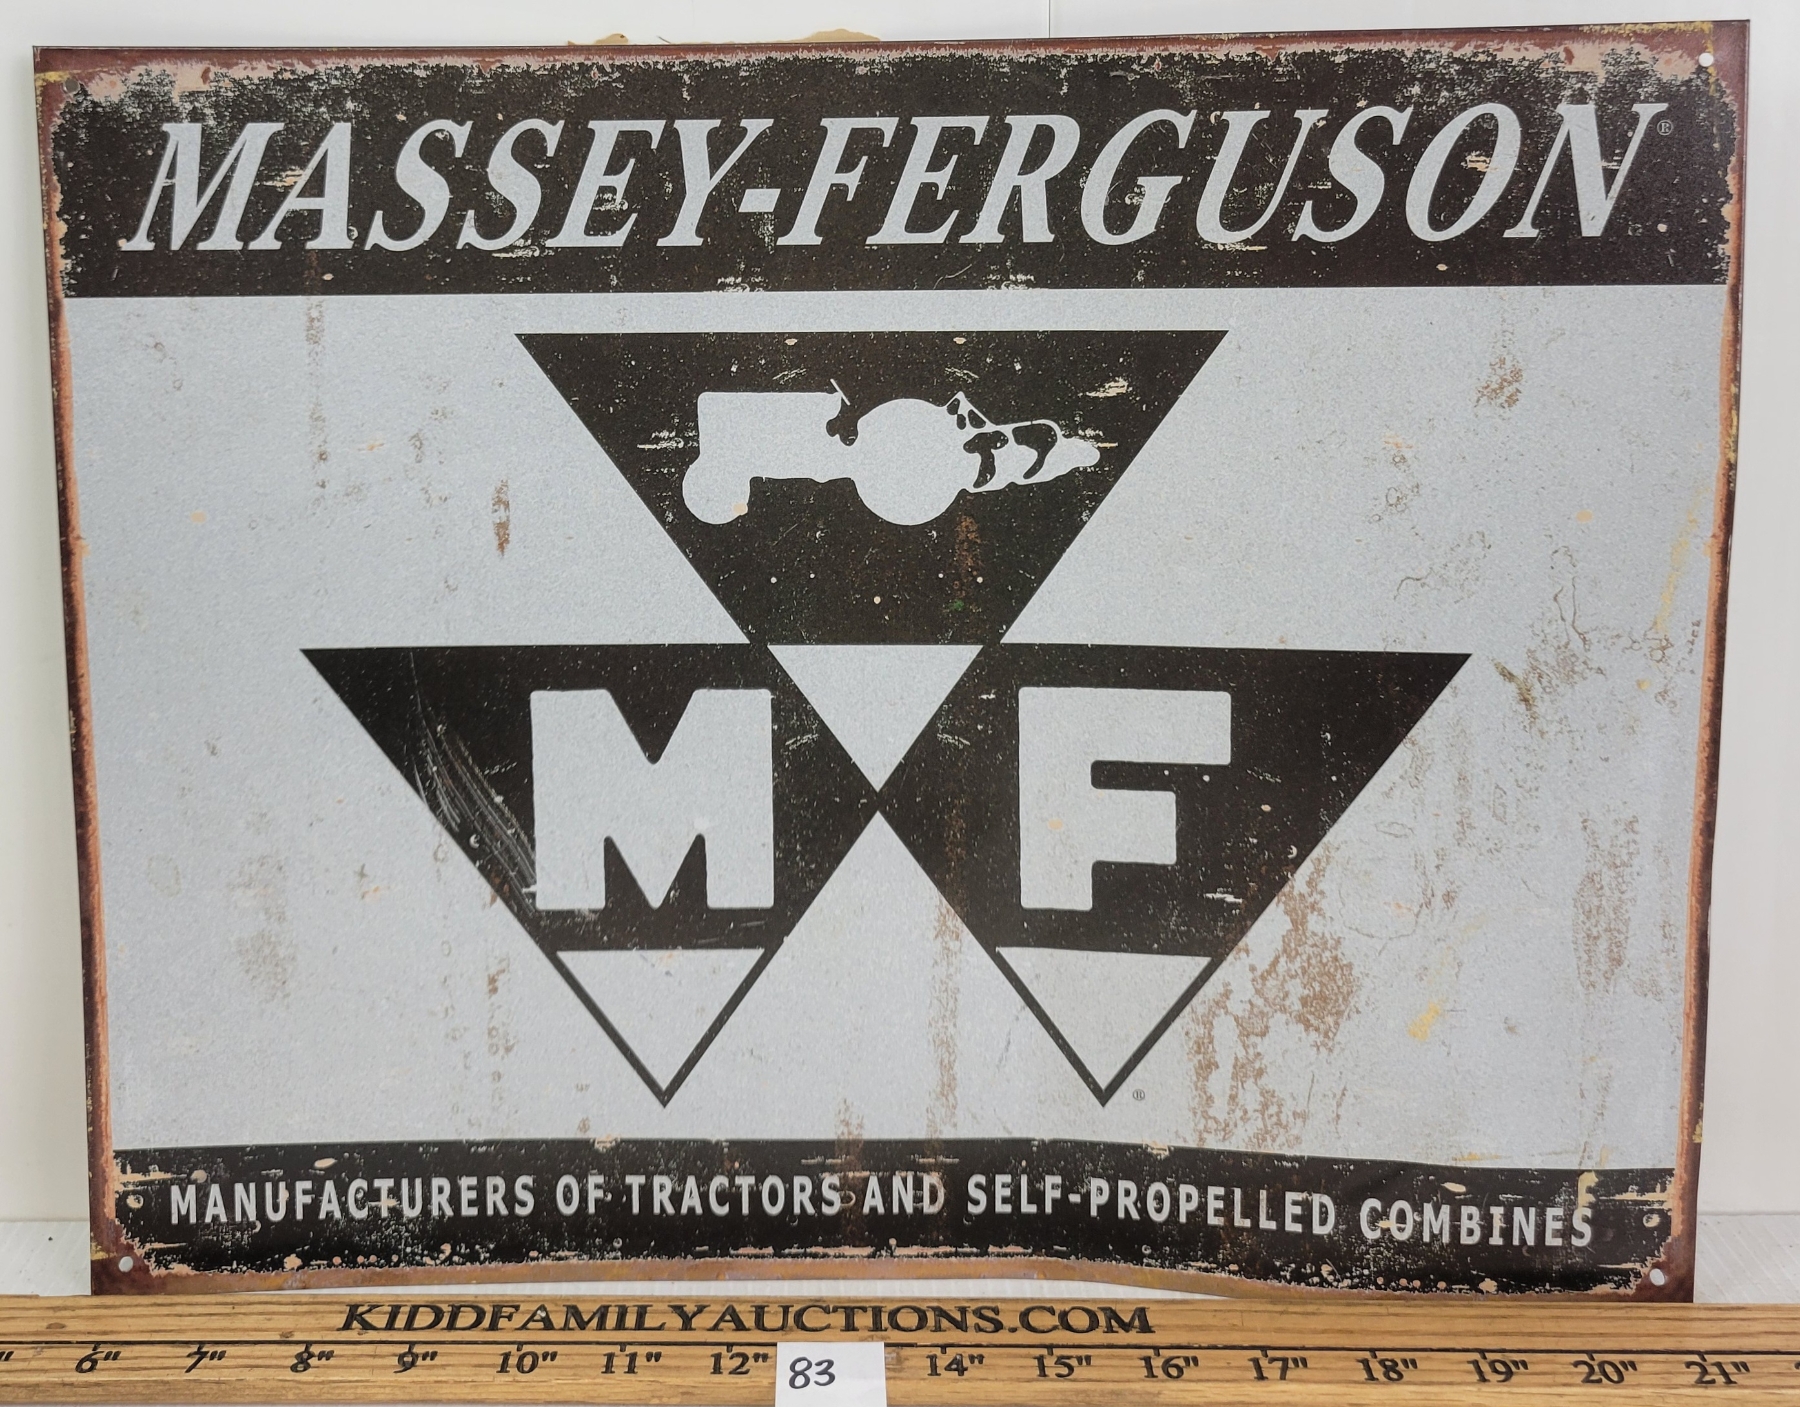 MASSEY-FERGUSON®
M F
®
MANUFACTURERS OF TRACTORS AND SELF-PROPELLED COMBINES
KIDDFAMILYAUCTIONS.COM
6" 7" 8" 9" 10" 11" 12" 83 14" 15" 16" 17" 18" 19" 20" 21"